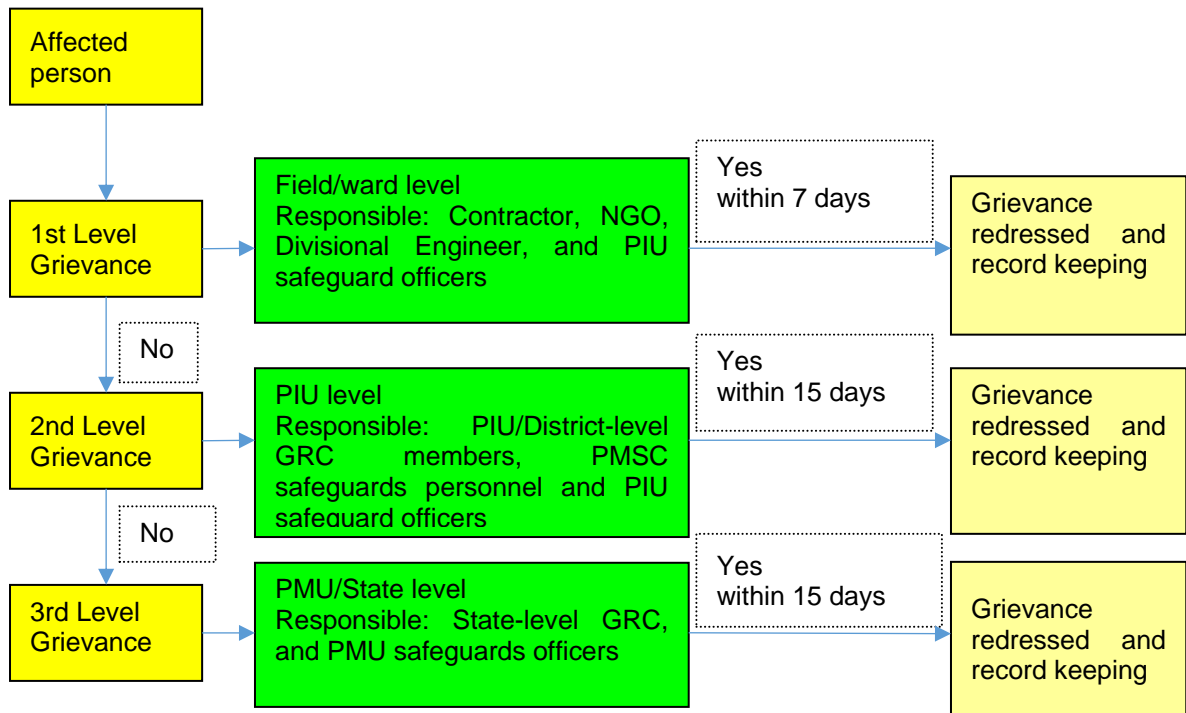 Affected
person
1st Level
Grievance
Field/ward level
Responsible: Contractor, NGO,
Divisional Engineer, and PIU
safeguard officers
Yes
within 7 days
Grievance
redressed and
record keeping
No
2nd Level
Grievance
PIU level
Responsible: PIU/District-level
GRC members, PMSC
safeguards personnel and PIU
safeguard officers
Yes
within 15 days
Grievance
redressed and
record keeping
No
3rd Level
Grievance
PMU/State level
Responsible: State-level GRC,
and PMU safeguards officers
Yes
within 15 days
Grievance
redressed and
record keeping